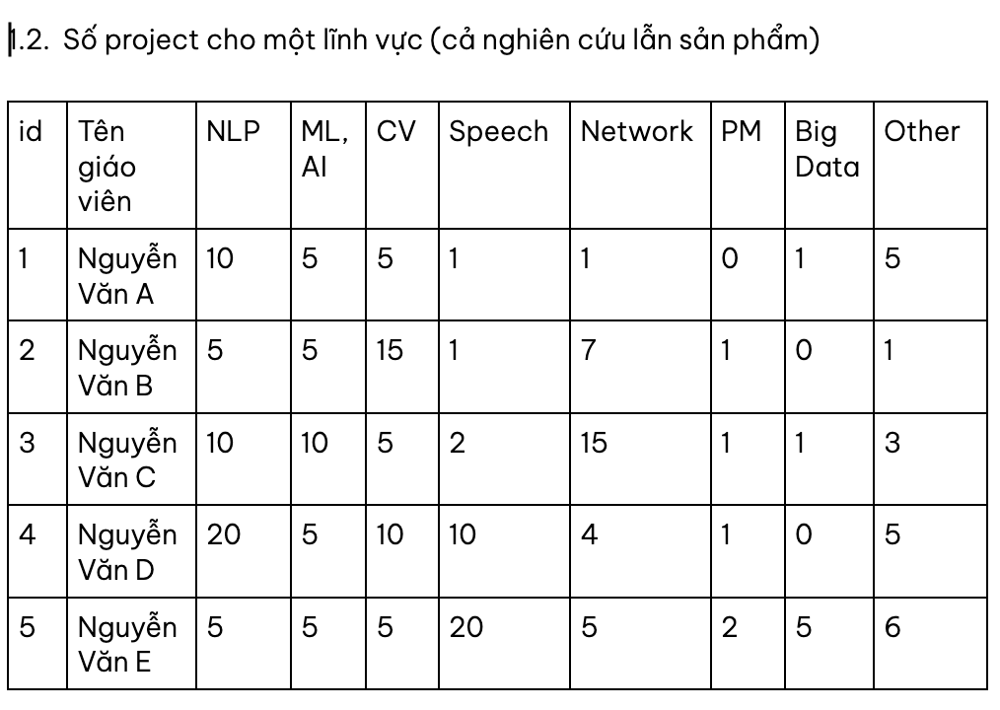 1.2. Số project cho một lĩnh vực (cả nghiên cứu lẫn sản phẩm)
id Tên giáo viên NLP ML, AI CV Speech Network PM Big Data Other
1 Nguyễn Văn A 10 5 5 1 1 0 1 5
2 Nguyễn Văn B 5 5 15 1 7 1 0 1
3 Nguyễn Văn C 10 10 5 2 15 1 1 3
4 Nguyễn Văn D 20 5 10 10 4 1 0 5
5 Nguyễn Văn E 5 5 5 20 5 2 5 6